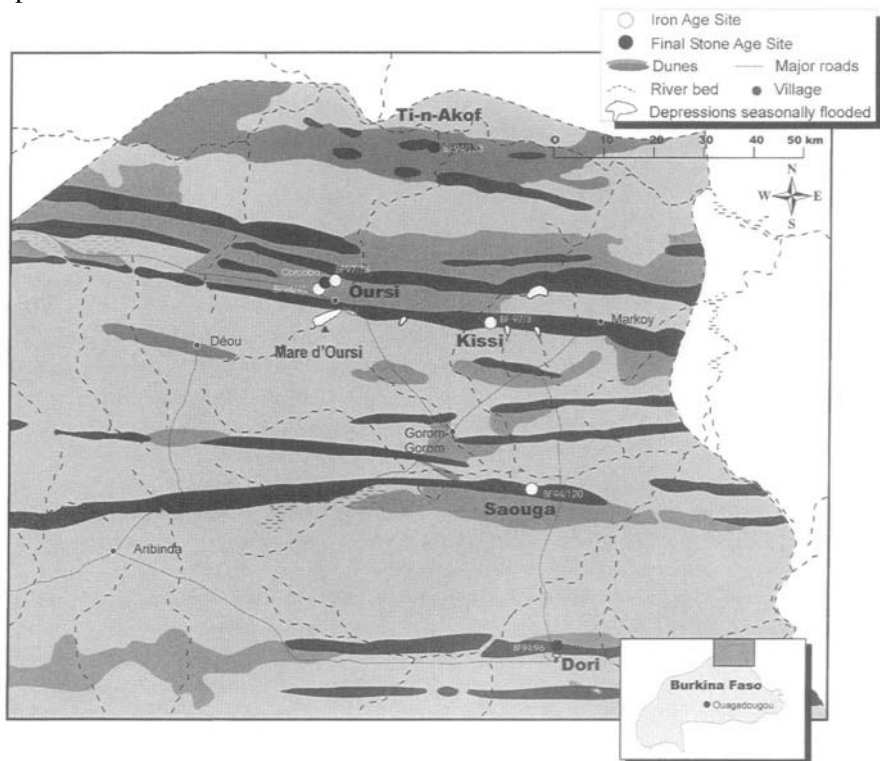 Iron Age Site
Final Stone Age Site
Dunes
Major roads
River bed
Village
Depressions seasonally flooded
0 10 20 30 40 50 km
N
W E
S
Ti-n-Akof
Oursi
Mare d'Oursi
Déou
Kissi
BF 97/3
Markoy
Gorom-
Gorom
Saouga
BF94/120
Aribinda
Dori
Burkina Faso
Ouagadougou